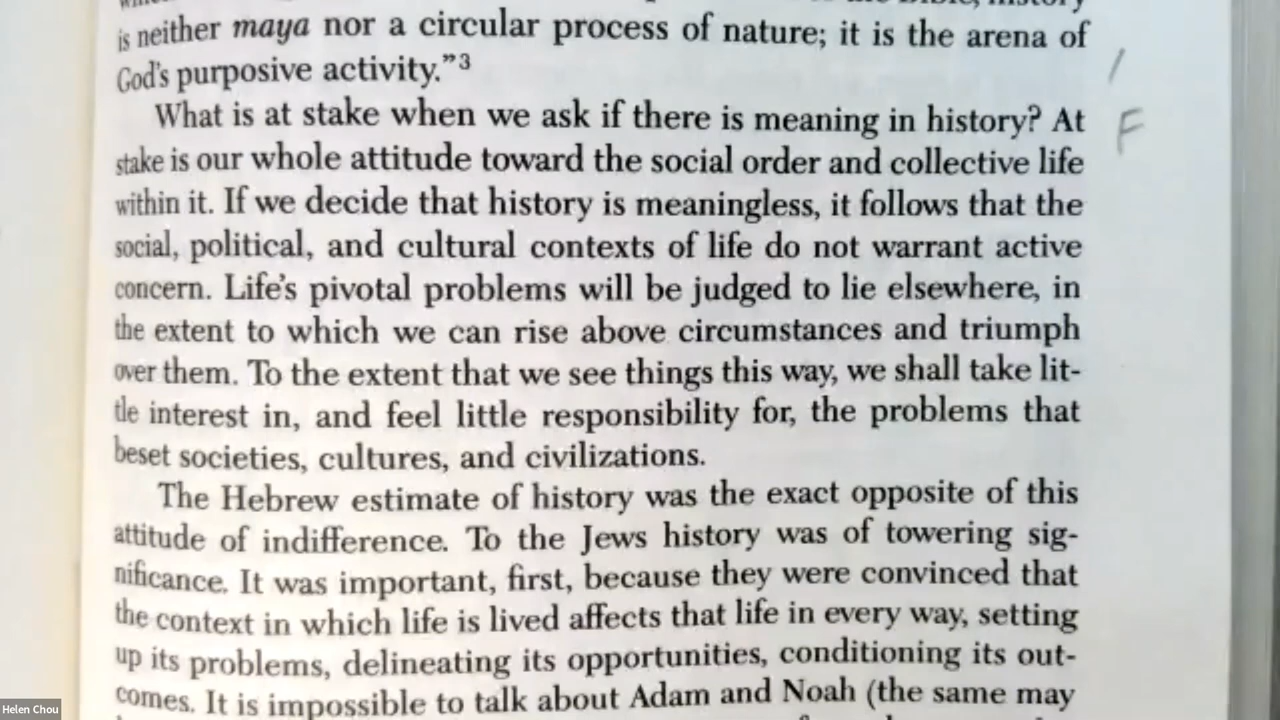 is neither maya nor a circular process of nature; it is the arena of
God's purposive activity."3
What is at stake when we ask if there is meaning in history? At
stake is our whole attitude toward the social order and collective life
within it. If we decide that history is meaningless, it follows that the
social, political, and cultural contexts of life do not warrant active
concern. Life's pivotal problems will be judged to lie elsewhere, in
the extent to which we can rise above circumstances and triumph
over them. To the extent that we see things this way, we shall take lit-
tle interest in, and feel little responsibility for, the problems that
beset societies, cultures, and civilizations.
The Hebrew estimate of history was the exact opposite of this
attitude of indifference. To the Jews history was of towering sig-
nificance. It was important, first, because they were convinced that
the context in which life is lived affects that life in every way, setting
up its problems, delineating its opportunities, conditioning its out-
comes. It is impossible to talk about Adam and Noah (the same may
F
Helen Chou